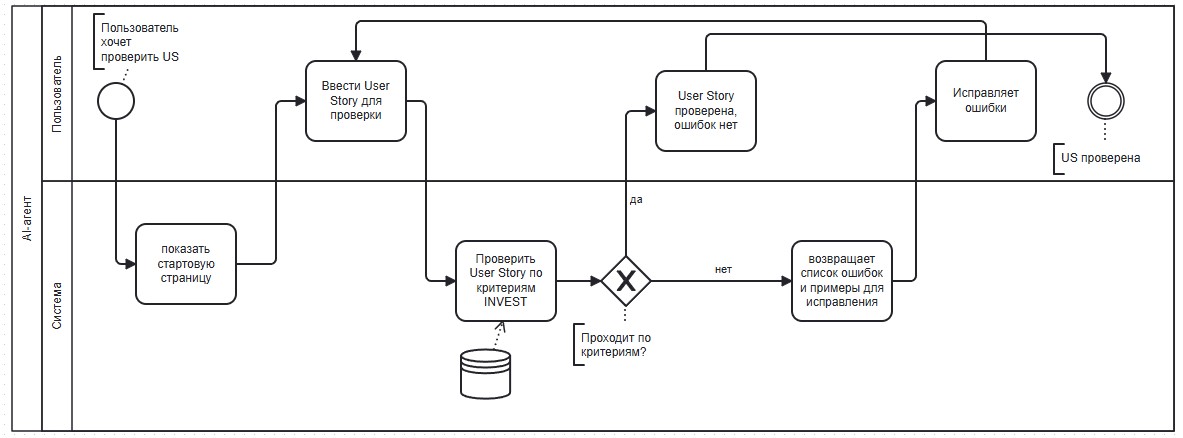 AI-агент
Пользователь
Система
Пользователь
хочет
проверить US
показать
стартовую
страницу
Ввести User
Story для
проверки
Проверить
User Story по
критериям
INVEST
Проходит по
критериям?
да
нет
User Story
проверена,
ошибок нет
возвращает
список ошибок
и примеры для
исправления
Исправляет
ошибки
US проверена